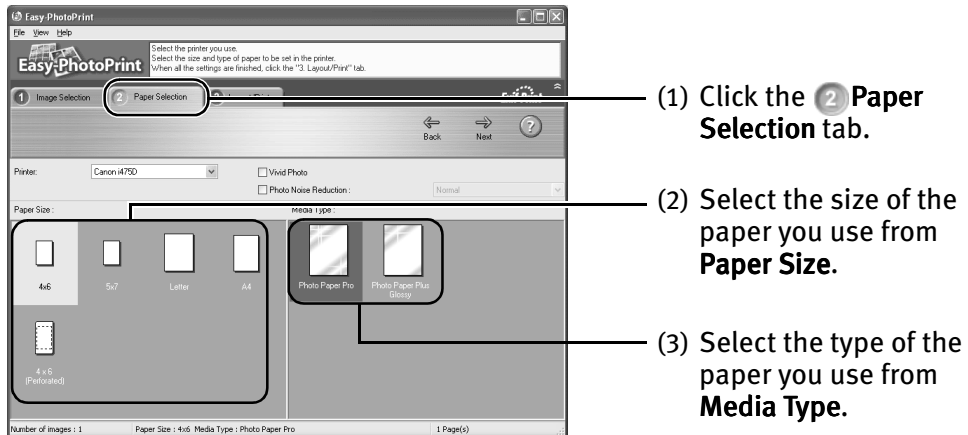 Easy-PhotoPrint
File View Help
Easy-PhotoPrint
Select the printer you use.
Select the size and type of paper to be set in the printer.
When all the settings are finished, click the "3. Layout/Print" tab.
1 Image Selection
2 Paper Selection
Back
Next
?
Printer:
Canon i475D
Vivid Photo
Photo Noise Reduction :
Normal
Paper Size :
Media Type :
4x6
5x7
Letter
A4
4 x 6
(Perforated)
Photo Paper Pro
Photo Paper Plus
Glossy
Number of images : 1
Paper Size : 4x6 Media Type : Photo Paper Pro
1 Page(s)
(1) Click the 2 Paper
Selection tab.
(2) Select the size of the
paper you use from
Paper Size.
(3) Select the type of the
paper you use from
Media Type.